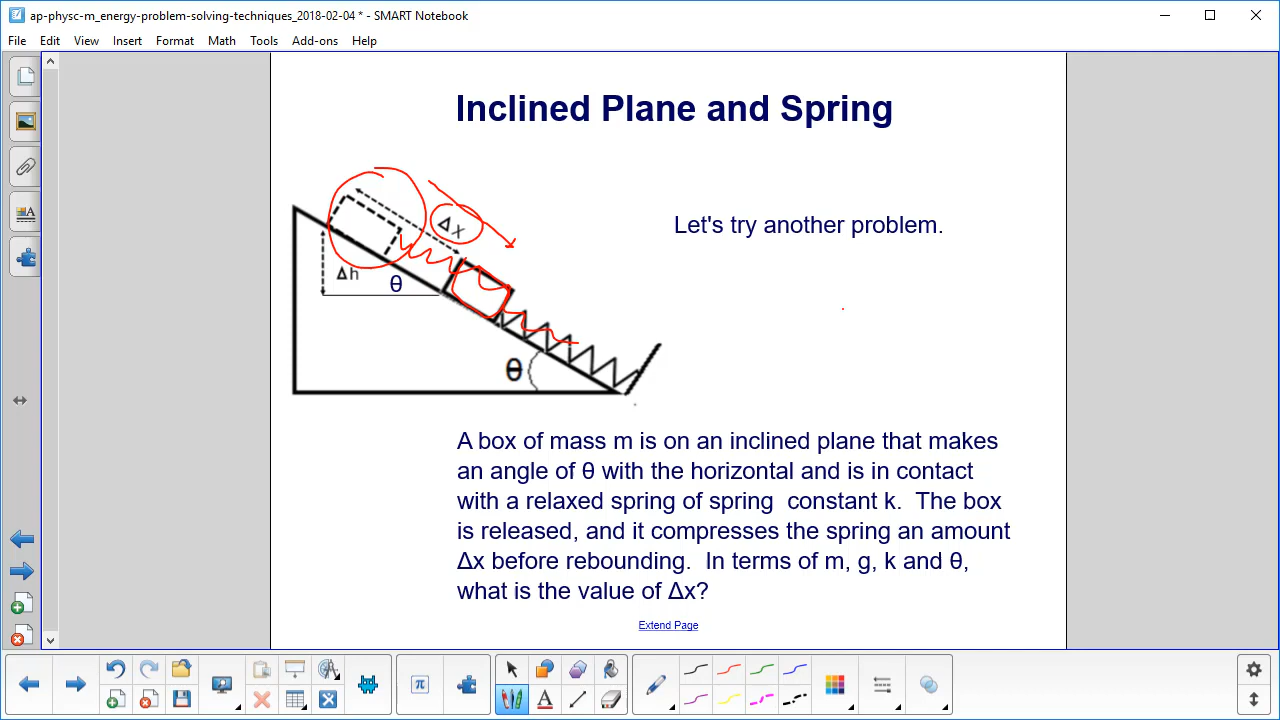 ap-physc-m_energy-problem-solving-techniques_2018-02-04 * - SMART Notebook
File Edit View Insert Format Math Tools Add-ons Help
Inclined Plane and Spring
Δx
Let's try another problem.
Δh
θ
θ
A box of mass m is on an inclined plane that makes
an angle of θ with the horizontal and is in contact
with a relaxed spring of spring constant k. The box
is released, and it compresses the spring an amount
Δx before rebounding. In terms of m, g, k and θ,
what is the value of Δx?
Extend Page
π
A